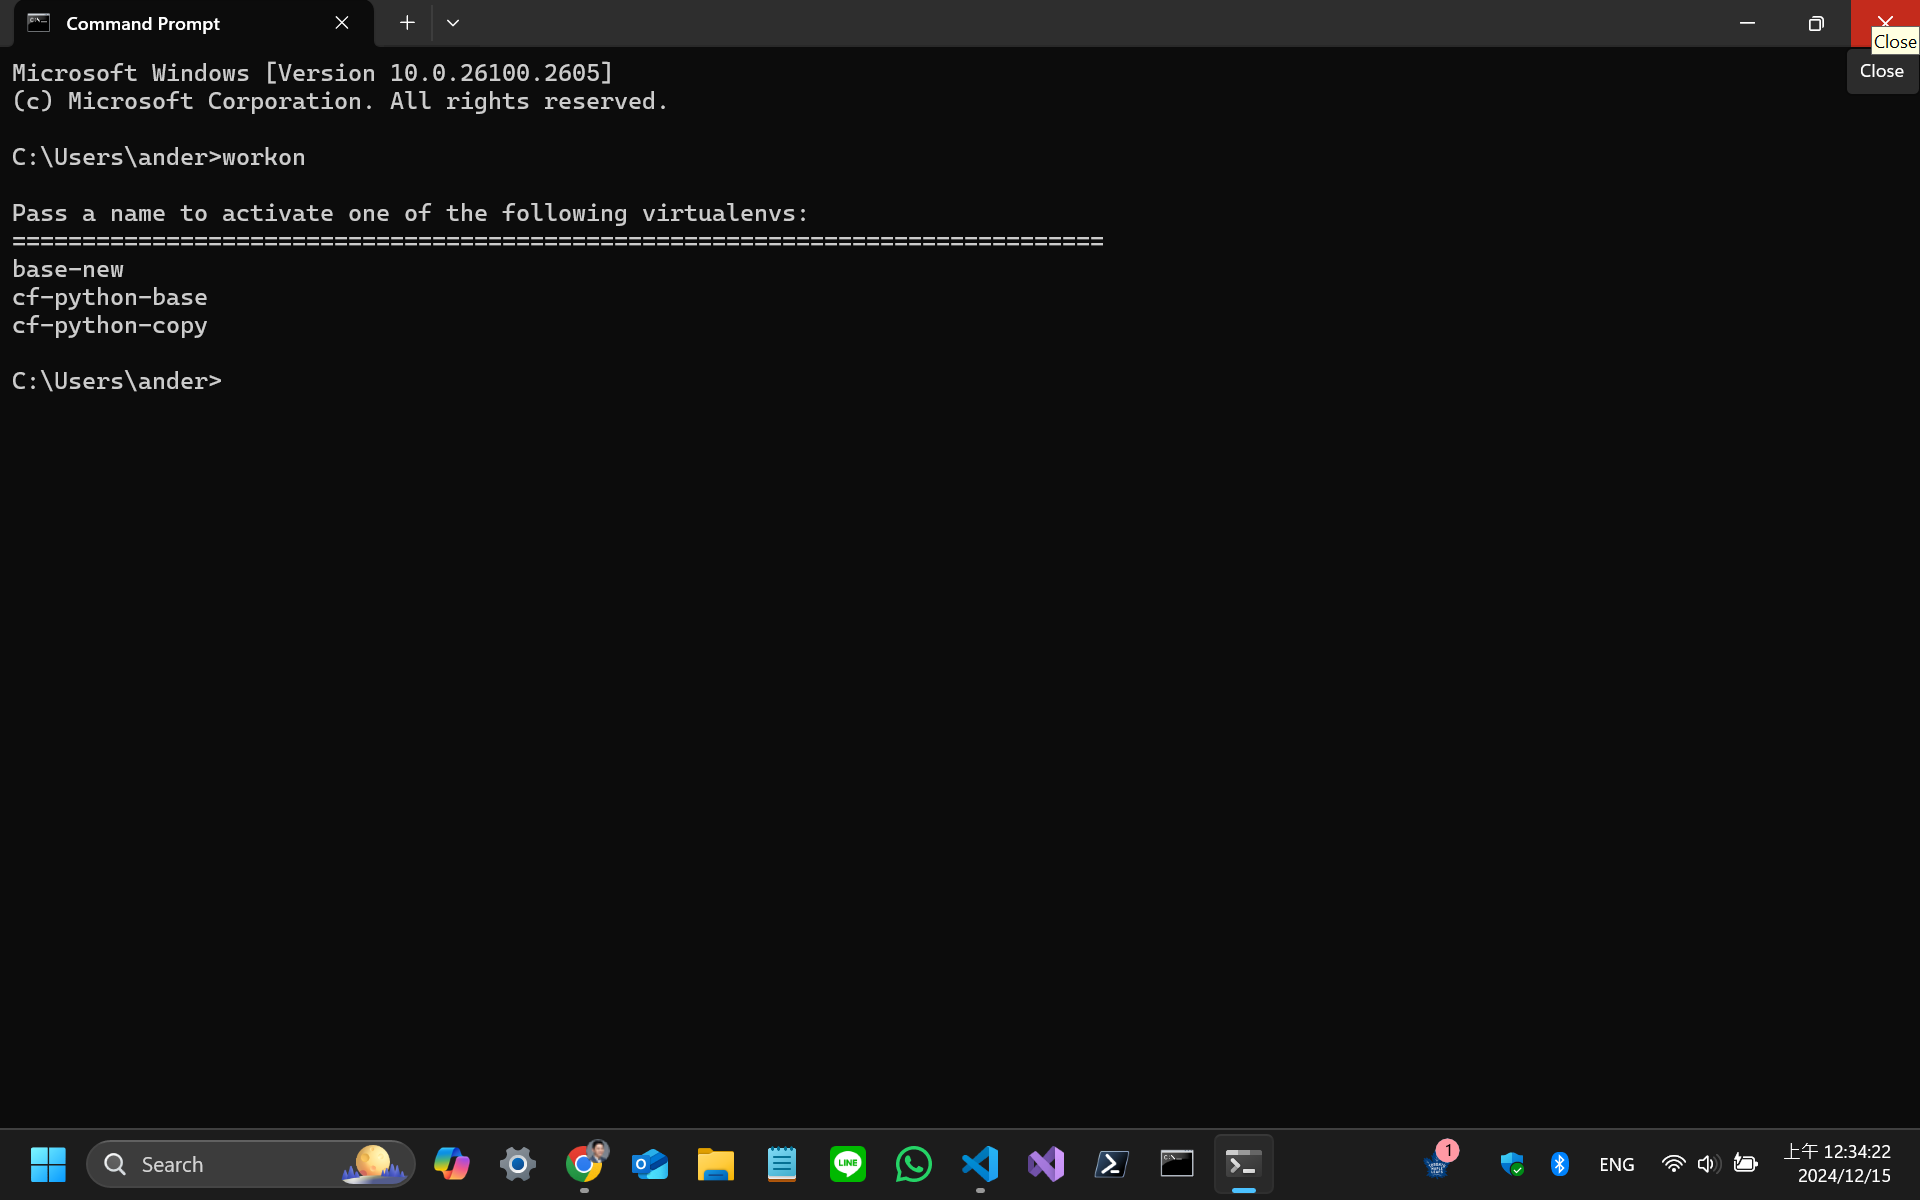 Command Prompt
Close
Close
Microsoft Windows [Version 10.0.26100.2605]
(c) Microsoft Corporation. All rights reserved.
C:\Users\ander>workon
Pass a name to activate one of the following virtualenvs:
==============================================================================
base-new
cf-python-base
cf-python-copy
C:\Users\ander>
Search
LINE
1
ENG
上午 12:34:22
2024/12/15